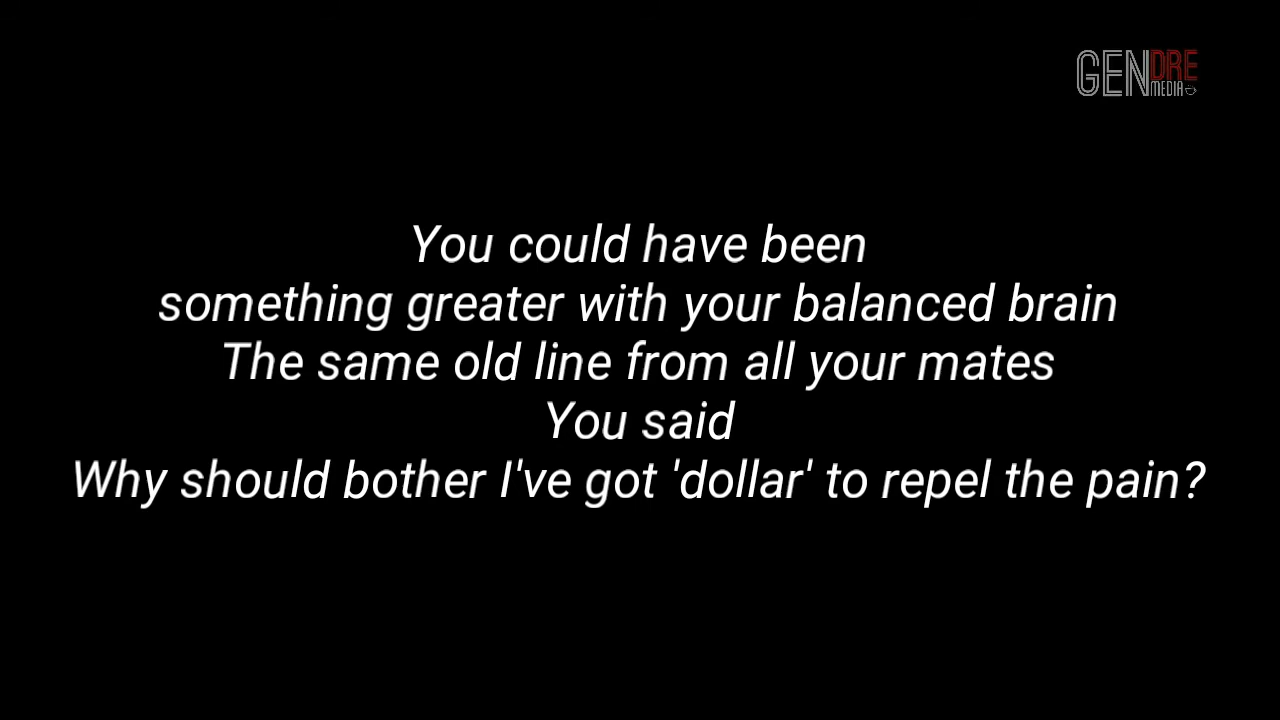 GENDRE
MEDIA
You could have been
something greater with your balanced brain
The same old line from all your mates
You said
Why should bother I've got 'dollar' to repel the pain?